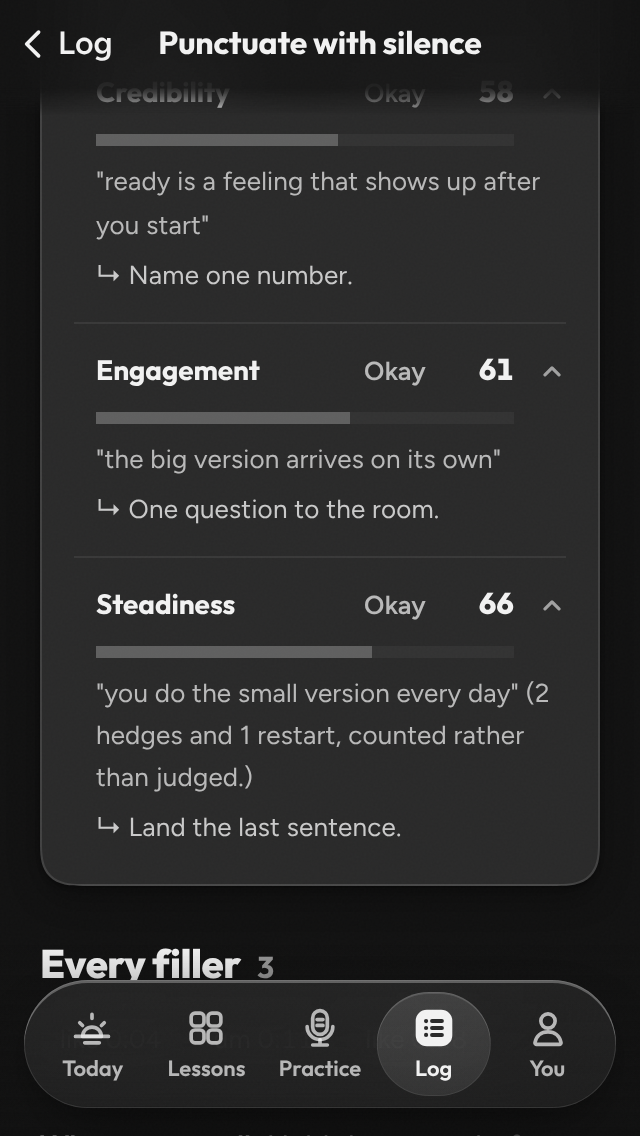 Log Punctuate with silence
Credibility Okay 58
"ready is a feeling that shows up after
you start"
↳ Name one number.
Engagement Okay 61
"the big version arrives on its own"
↳ One question to the room.
Steadiness Okay 66
"you do the small version every day" (2
hedges and 1 restart, counted rather
than judged.)
↳ Land the last sentence.
Every filler 3
Today Lessons Practice Log You